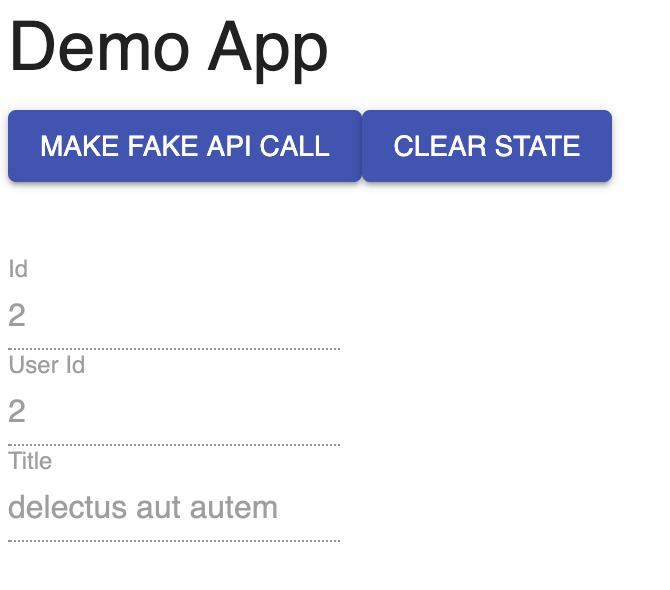 Demo App
MAKE FAKE API CALL CLEAR STATE
Id
2
User Id
2
Title
delectus aut autem